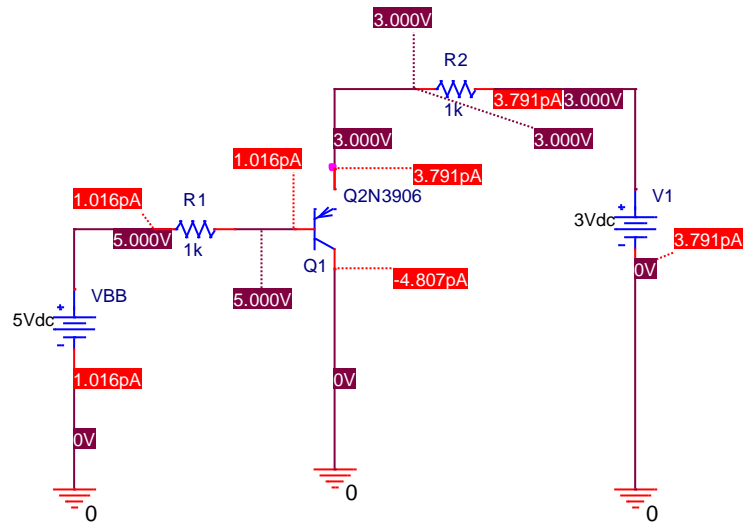 3.000V
R2
1k
3.791pA
3.000V
3.000V
3.000V
1.016pA
3.791pA
Q2N3906
V1
1.016pA
R1
3Vdc
5.000V
1k
Q1
3.791pA
0V
-4.807pA
5.000V
VBB
5Vdc
1.016pA
0V
0V
0
0
0
+
-
+
-